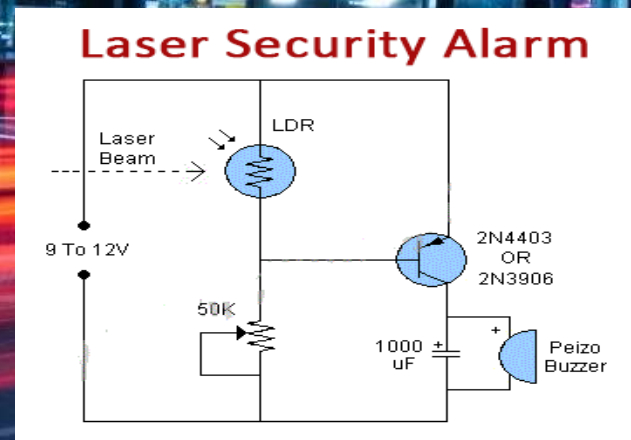 Laser Security Alarm
LDR
Laser
Beam
9 To 12V
2N4403
OR
2N3906
50K
1000
uF
+
+
Peizo
Buzzer